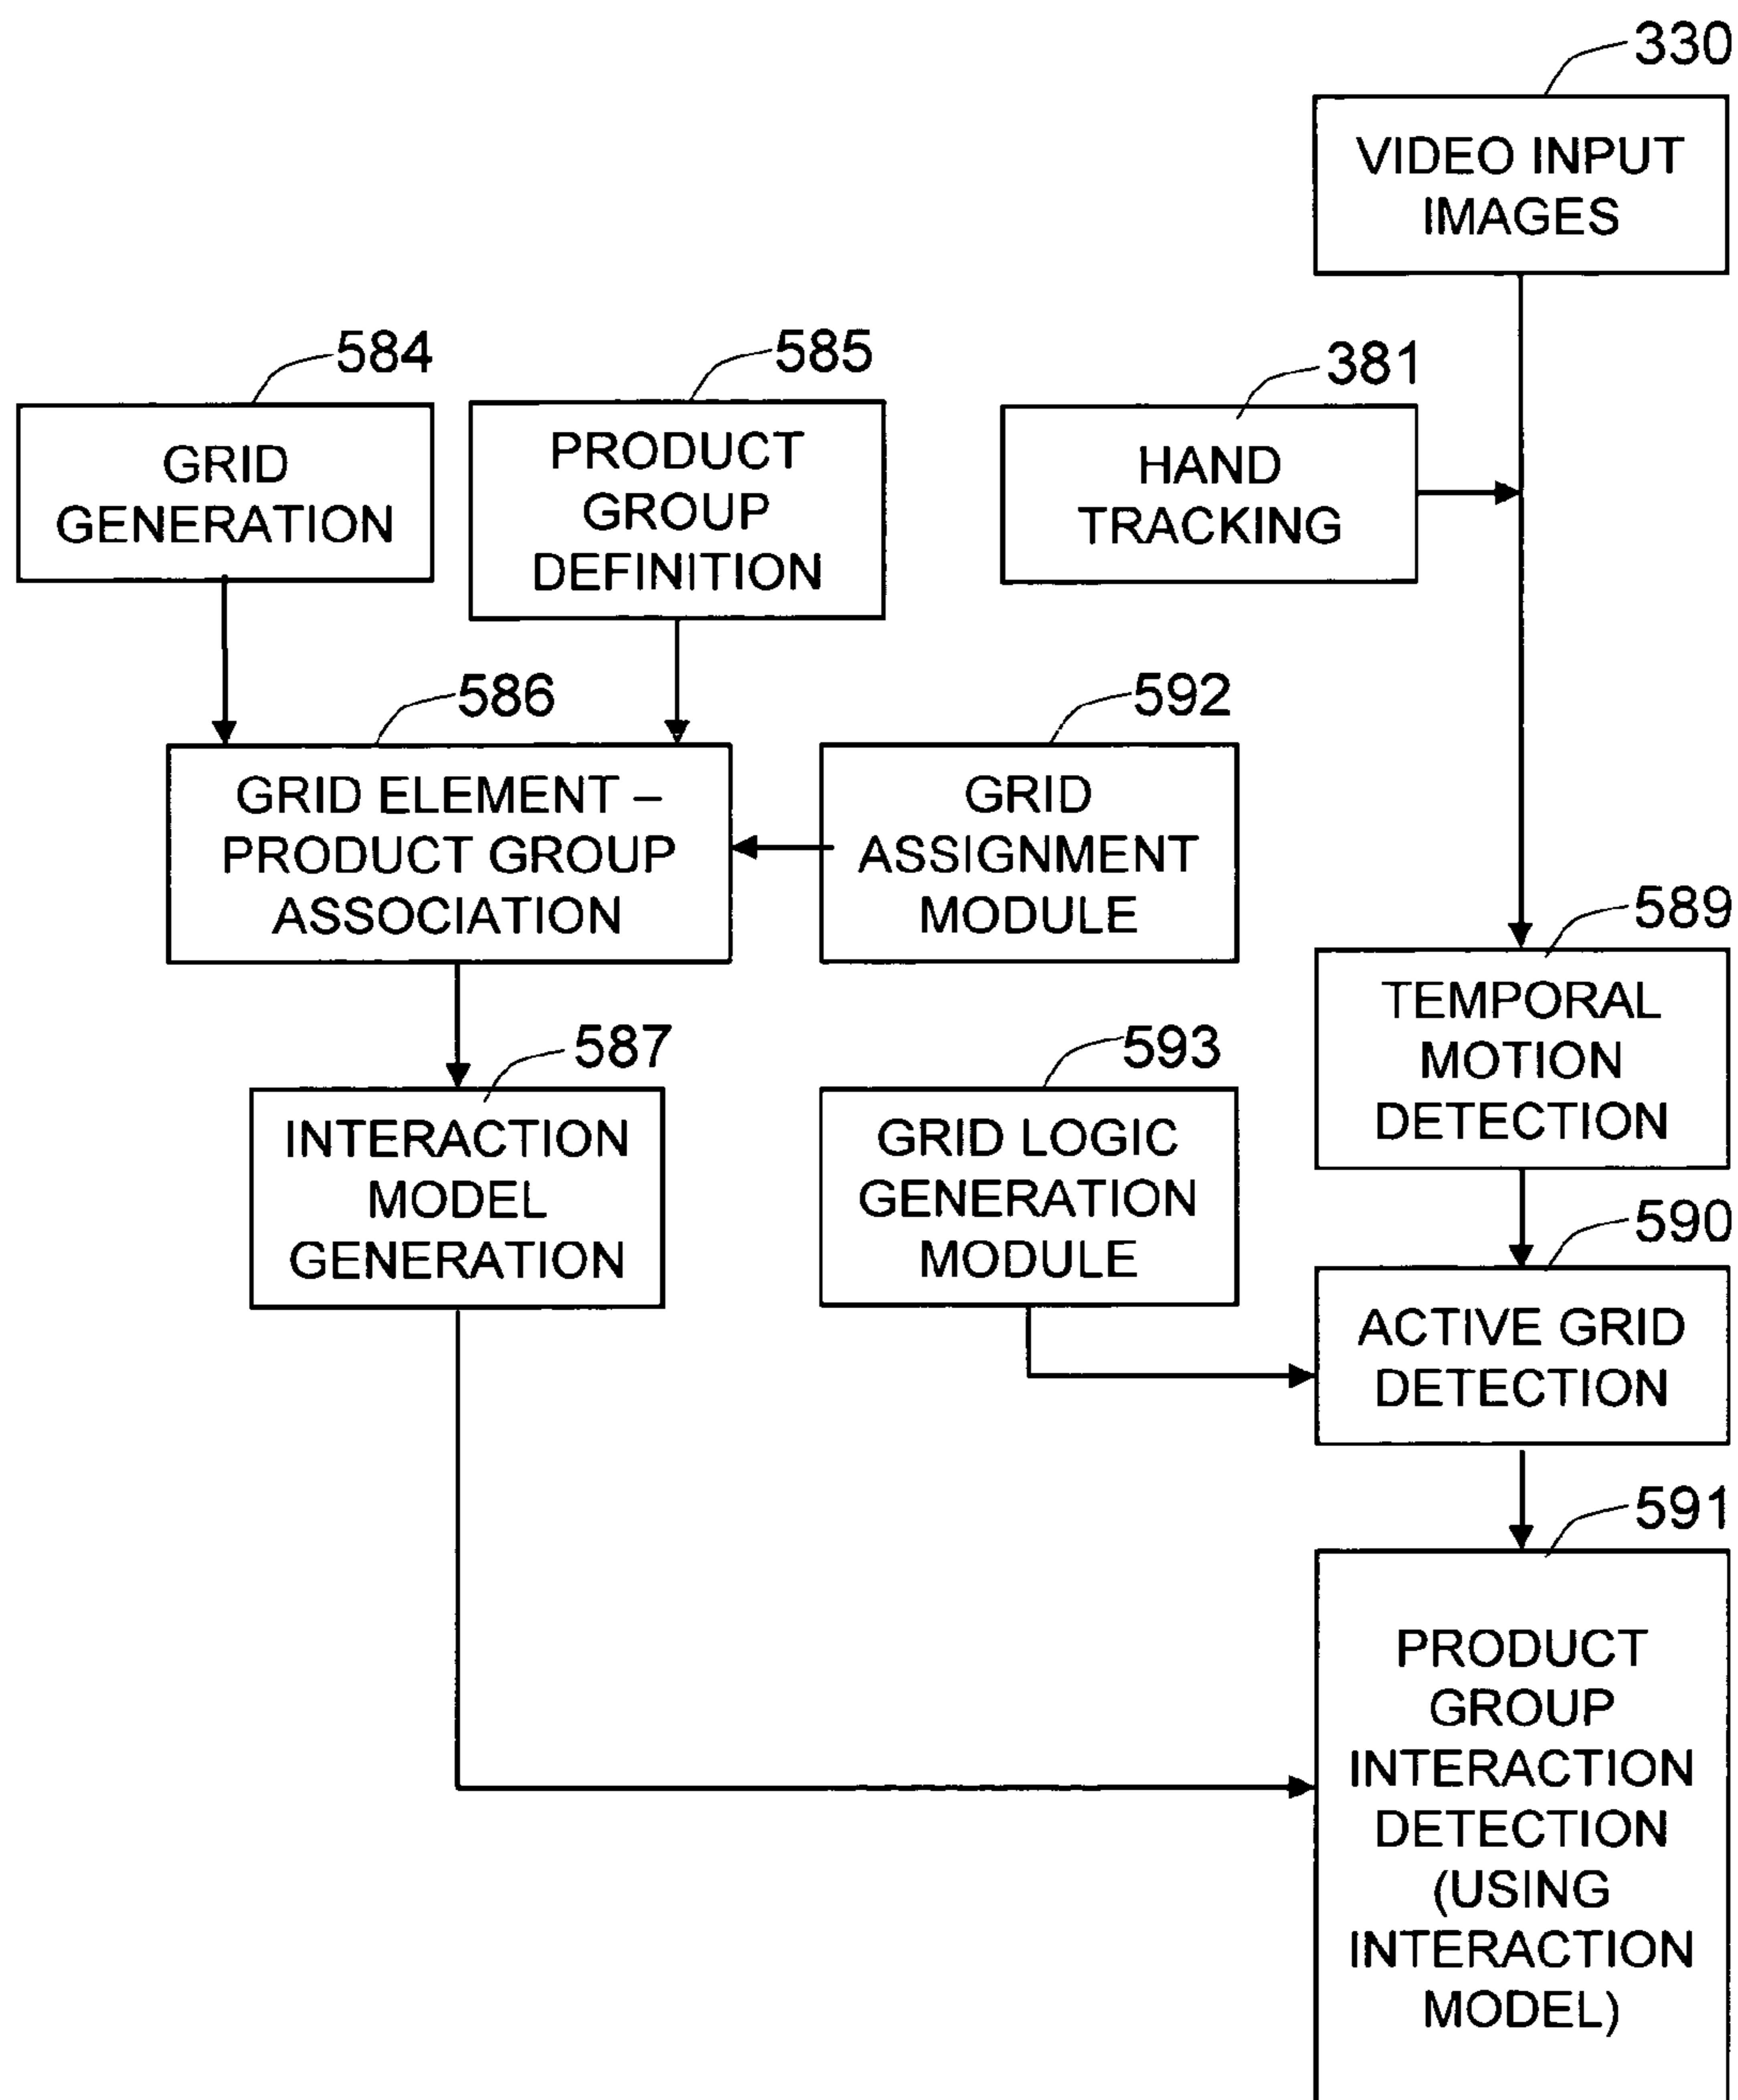 330
VIDEO INPUT
IMAGES
584
GRID
GENERATION
585
PRODUCT
GROUP
DEFINITION
381
HAND
TRACKING
586
GRID ELEMENT –
PRODUCT GROUP
ASSOCIATION
592
GRID
ASSIGNMENT
MODULE
589
TEMPORAL
MOTION
DETECTION
587
INTERACTION
MODEL
GENERATION
593
GRID LOGIC
GENERATION
MODULE
590
ACTIVE GRID
DETECTION
591
PRODUCT
GROUP
INTERACTION
DETECTION
(USING
INTERACTION
MODEL)